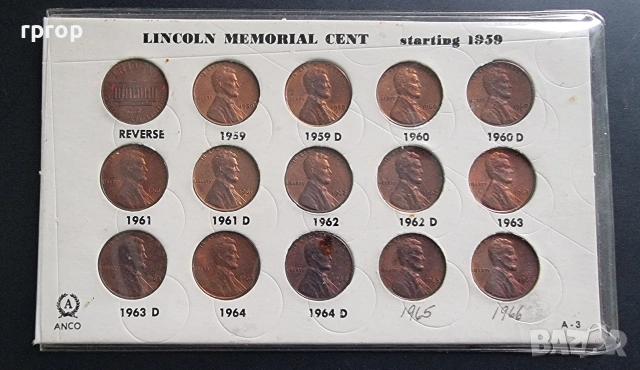 rprop
LINCOLN MEMORIAL CENT starting 1959
REVERSE 1959 1959 D 1960 1960 D
1961 1961 D 1962 1962 D 1963
1963 D 1964 1964 D 1965 1966
A
ANCO
A-3